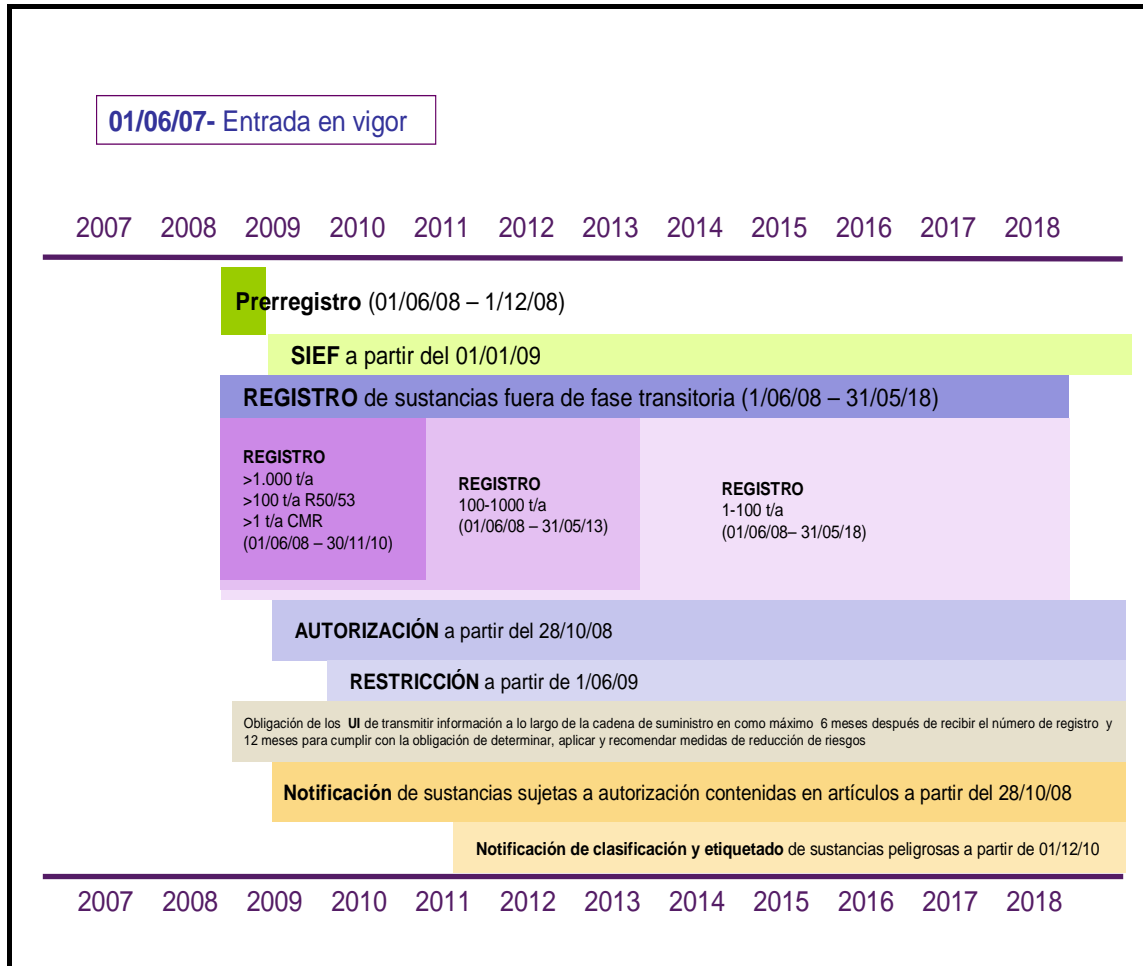 01/06/07- Entrada en vigor
2007 2008 2009 2010 2011 2012 2013 2014 2015 2016 2017 2018
Prerregistro (01/06/08 – 1/12/08)
SIEF a partir del 01/01/09
REGISTRO de sustancias fuera de fase transitoria (1/06/08 – 31/05/18)
REGISTRO
>1.000 t/a
>100 t/a R50/53
>1 t/a CMR
(01/06/08 – 30/11/10)
REGISTRO
100-1000 t/a
(01/06/08 – 31/05/13)
REGISTRO
1-100 t/a
(01/06/08– 31/05/18)
AUTORIZACIÓN a partir del 28/10/08
RESTRICCIÓN a partir de 1/06/09
Obligación de los UI de transmitir información a lo largo de la cadena de suministro en como máximo 6 meses después de recibir el número de registro y
12 meses para cumplir con la obligación de determinar, aplicar y recomendar medidas de reducción de riesgos
Notificación de sustancias sujetas a autorización contenidas en artículos a partir del 28/10/08
Notificación de clasificación y etiquetado de sustancias peligrosas a partir de 01/12/10
2007 2008 2009 2010 2011 2012 2013 2014 2015 2016 2017 2018